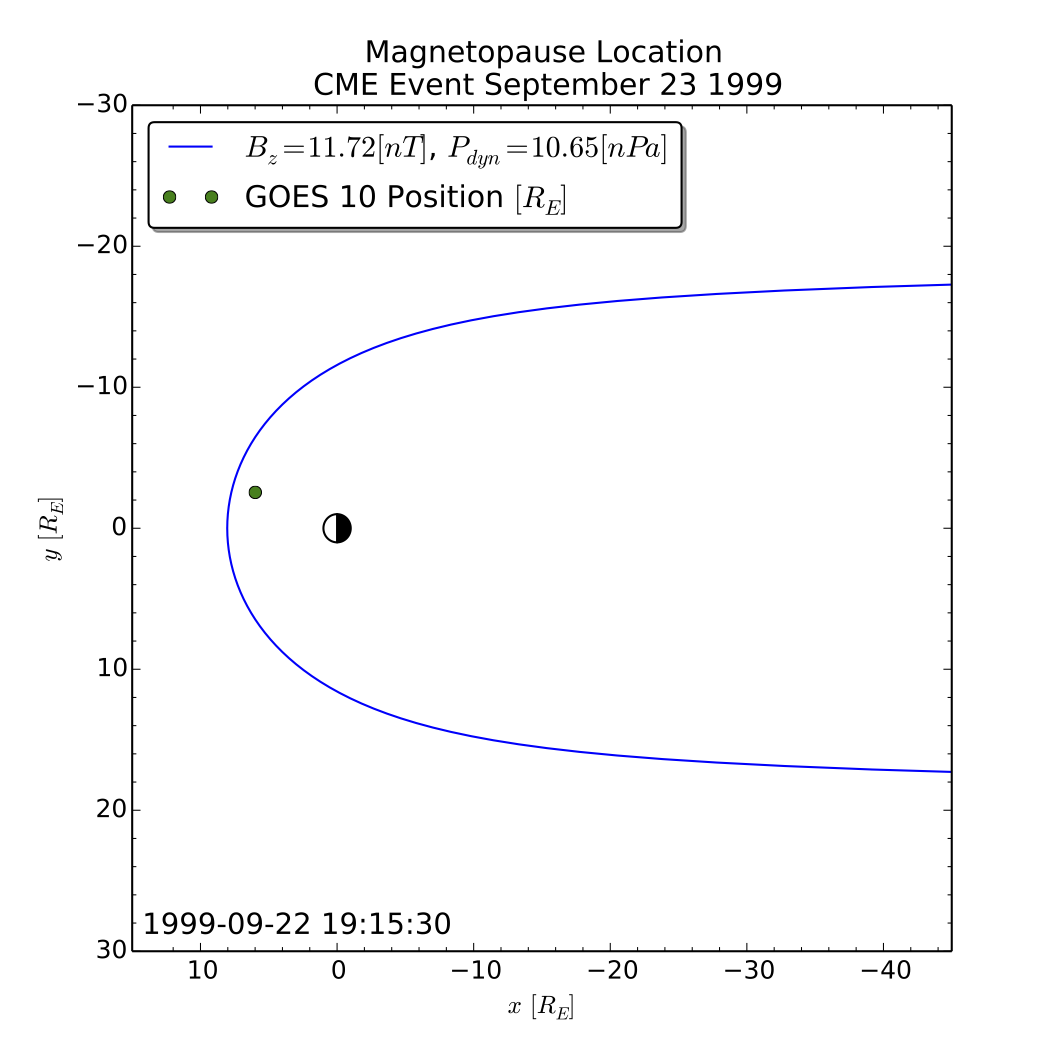 Magnetopause Location
CME Event September 23 1999
B_z=11.72[nT], P_dyn=10.65[nPa]
GOES 10 Position [R_E]
−30
−20
−10
0
10
20
30
y [R_E]
1999-09-22 19:15:30
10 0 −10 −20 −30 −40
x [R_E]